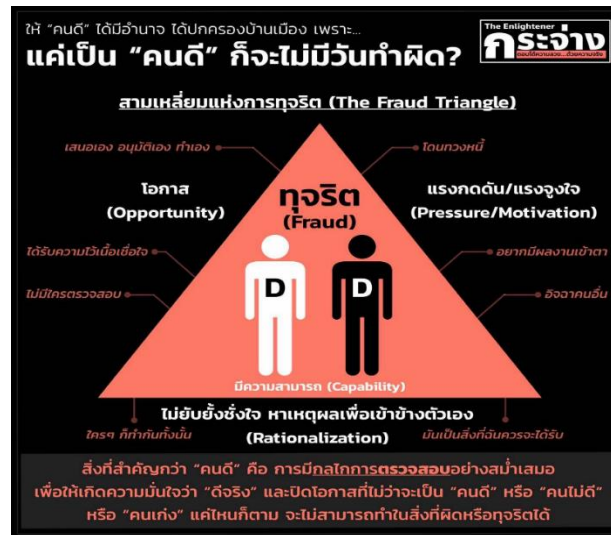 ให้ “คนดี” ได้มีอำนาจ ได้ปกครองบ้านเมือง เพราะ...
แค่เป็น “คนดี” ก็จะไม่มีวันทำผิด?
The Enlightener
กระจ่าง
สามเหลี่ยมแห่งการทุจริต (The Fraud Triangle)
เสนอเอง อนุมัติเอง ทำเอง
โดนทวงหนี้
โอกาส
(Opportunity)
ทุจริต
(Fraud)
แรงกดดัน/แรงจูงใจ
(Pressure/Motivation)
ได้รับความไว้เนื้อเชื่อใจ
อยากมีผลงานเข้าตา
ไม่มีใครตรวจสอบ
อิจฉาคนอื่น
D
D
มีความสามารถ (Capability)
ไม่ยับยั้งชั่งใจ หาเหตุผลเพื่อเข้าข้างตัวเอง
(Rationalization)
ใครๆ ก็ทำกันทั้งนั้น
มันเป็นสิ่งที่ฉันควรจะได้รับ
สิ่งที่สำคัญกว่า “คนดี” คือ การมีกลไกการตรวจสอบอย่างสม่ำเสมอ
เพื่อให้เกิดความมั่นใจว่า “ดีจริง” และปิดโอกาสที่ไม่ว่าจะเป็น “คนดี” หรือ “คนไม่ดี”
หรือ “คนเก่ง” แค่ไหนก็ตาม จะไม่สามารถทำในสิ่งที่ผิดหรือทุจริตได้